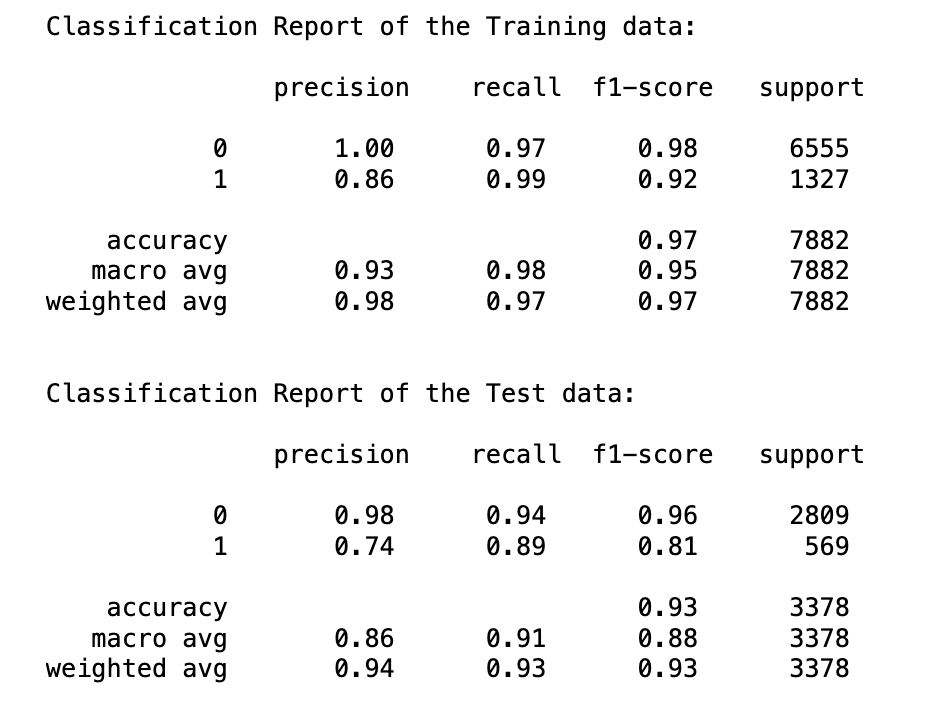 Classification Report of the Training data:
precision recall f1-score support
0 1.00 0.97 0.98 6555
1 0.86 0.99 0.92 1327
accuracy 0.97 7882
macro avg 0.93 0.98 0.95 7882
weighted avg 0.98 0.97 0.97 7882
Classification Report of the Test data:
precision recall f1-score support
0 0.98 0.94 0.96 2809
1 0.74 0.89 0.81 569
accuracy 0.93 3378
macro avg 0.86 0.91 0.88 3378
weighted avg 0.94 0.93 0.93 3378